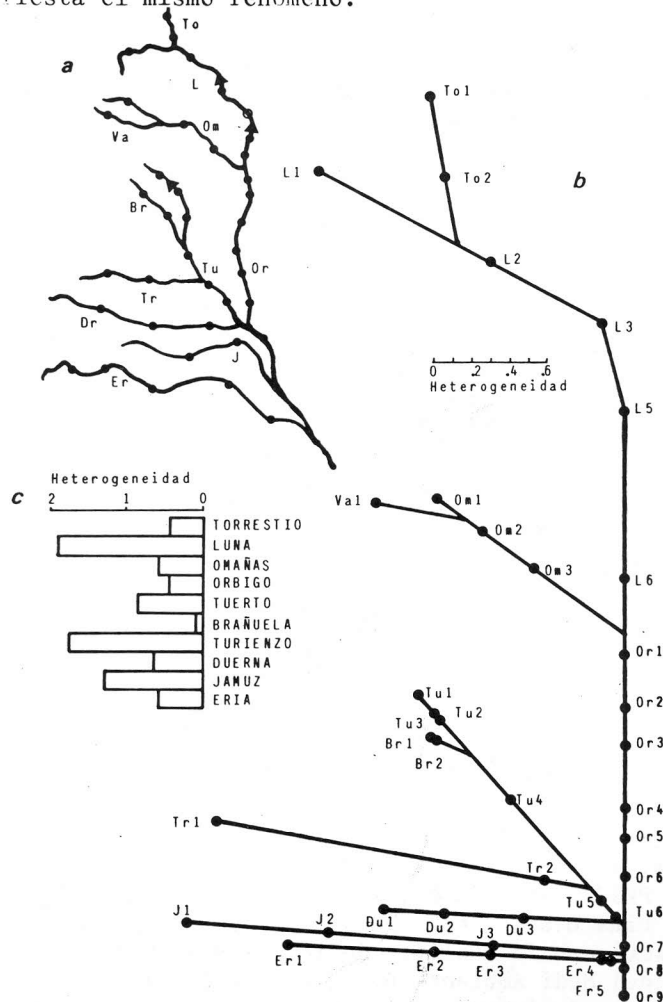 viesta el mismo fenómeno.
To
a
L
Va
Om
Br
Tu
Or
Tr
Dr
J
Er
b
To1
To2
L1
L2
L3
0 .2 .4 .6
Heterogeneidad
L5
Va1
Om1
Om2
Om3
L6
Or1
Or2
Or3
Tu1
Tu2
Tu3
Br1
Br2
Tu4
Or4
Or5
Tr1
Tr2
Or6
Tu5
Tu6
J1
J2
Du1
Du2
Du3
J3
Or7
Er1
Er2
Er3
Er4
Or8
Fr5
Or9
c
Heterogeneidad
2 1 0
TORRESTIO
LUNA
OMAÑAS
ORBIGO
TUERTO
BRAÑUELA
TURIENZO
DUERNA
JAMUZ
ERIA